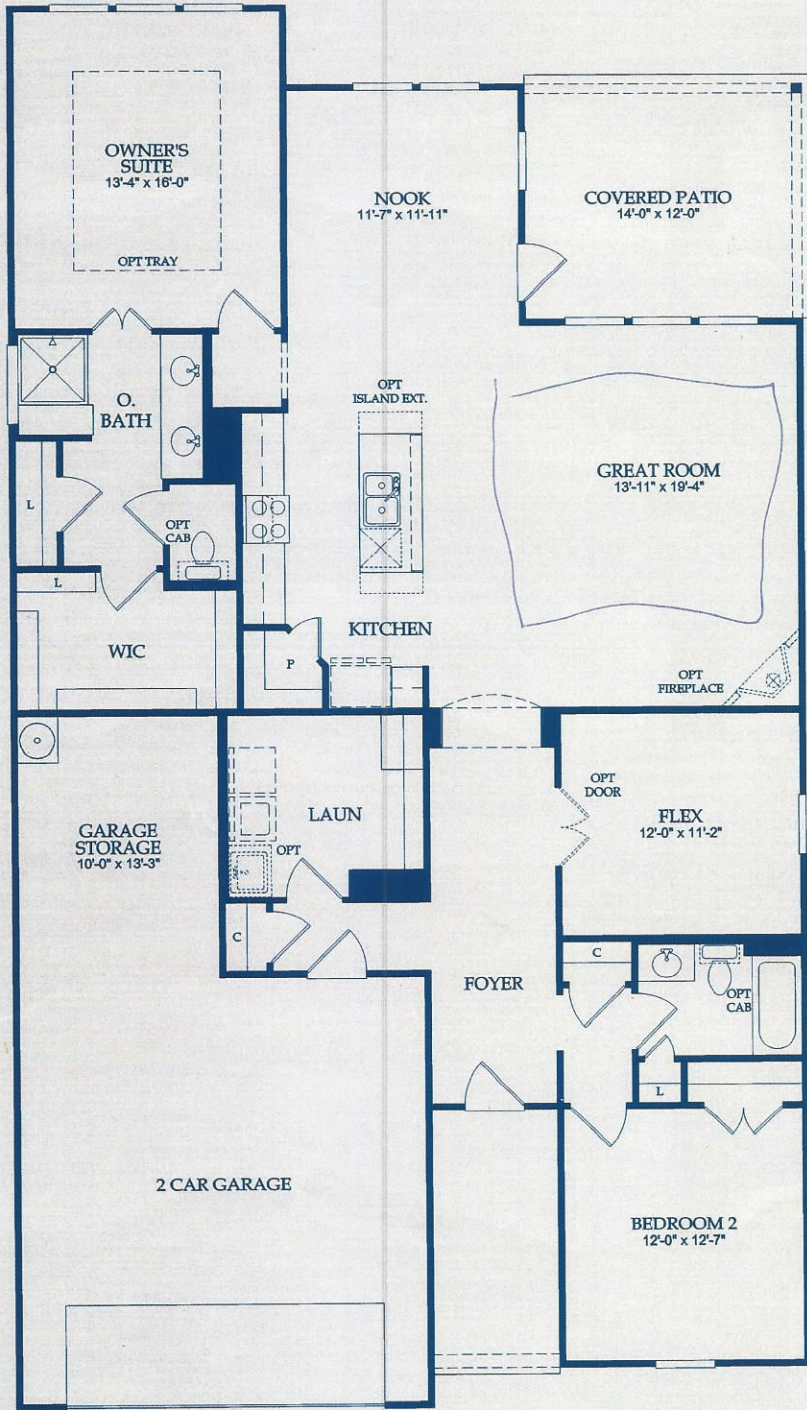 OWNER'S
SUITE
13'-4" x 16'-0"
OPT TRAY
NOOK
11'-7" x 11'-11"
COVERED PATIO
14'-0" x 12'-0"
O.
BATH
OPT
ISLAND EXT.
GREAT ROOM
13'-11" x 19'-4"
L
OPT
CAB
L
WIC
KITCHEN
P
OPT
FIREPLACE
GARAGE
STORAGE
10'-0" x 13'-3"
LAUN
OPT
OPT
DOOR
FLEX
12'-0" x 11'-2"
C
FOYER
C
OPT
CAB
L
2 CAR GARAGE
BEDROOM 2
12'-0" x 12'-7"